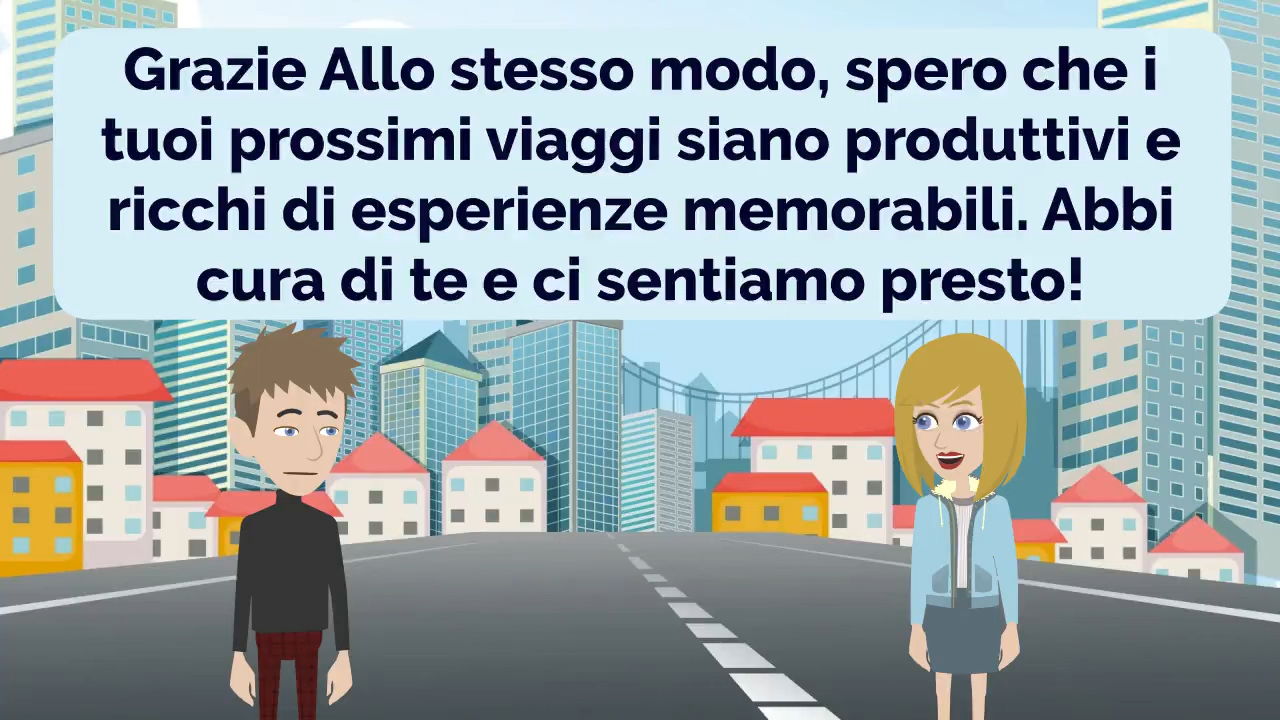 Grazie Allo stesso modo, spero che i
tuoi prossimi viaggi siano produttivi e
ricchi di esperienze memorabili. Abbi
cura di te e ci sentiamo presto!